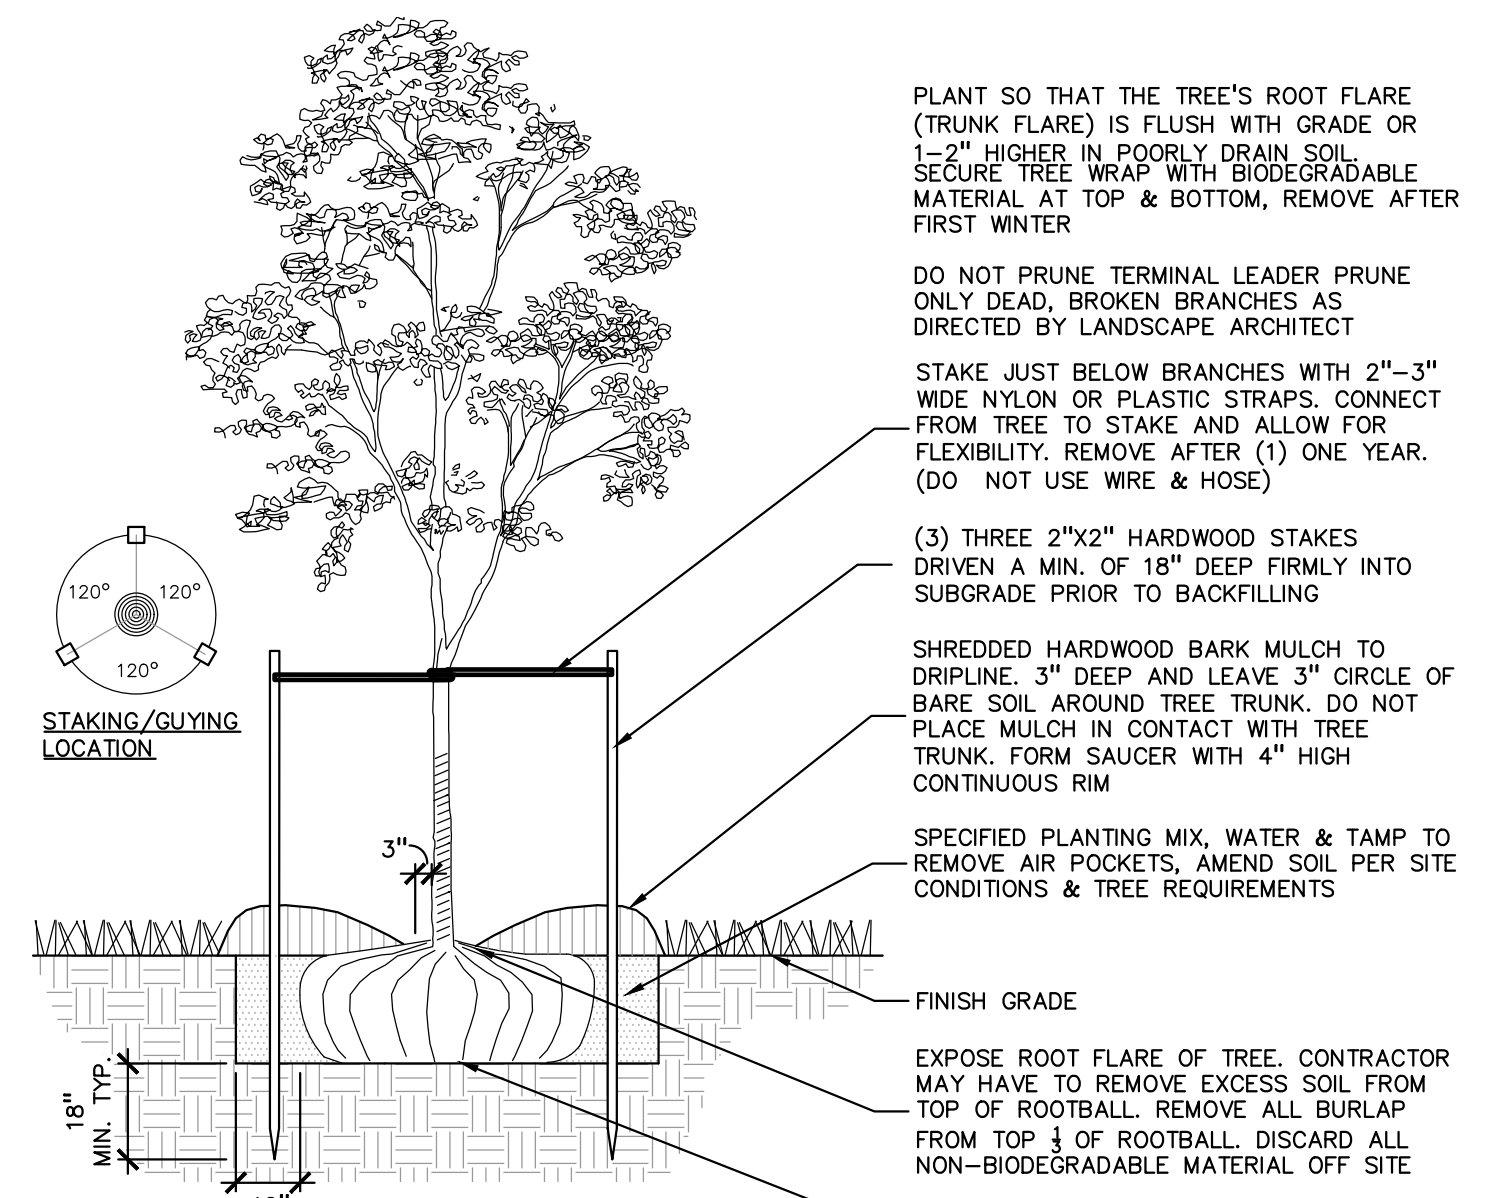 PLANT SO THAT THE TREE'S ROOT FLARE
(TRUNK FLARE) IS FLUSH WITH GRADE OR
1-2" HIGHER IN POORLY DRAIN SOIL.
SECURE TREE WRAP WITH BIODEGRADABLE
MATERIAL AT TOP & BOTTOM, REMOVE AFTER
FIRST WINTER
DO NOT PRUNE TERMINAL LEADER PRUNE
ONLY DEAD, BROKEN BRANCHES AS
DIRECTED BY LANDSCAPE ARCHITECT
STAKE JUST BELOW BRANCHES WITH 2"-3"
WIDE NYLON OR PLASTIC STRAPS. CONNECT
FROM TREE TO STAKE AND ALLOW FOR
FLEXIBILITY. REMOVE AFTER (1) ONE YEAR.
(DO NOT USE WIRE & HOSE)
(3) THREE 2"X2" HARDWOOD STAKES
DRIVEN A MIN. OF 18" DEEP FIRMLY INTO
SUBGRADE PRIOR TO BACKFILLING
SHREDDED HARDWOOD BARK MULCH TO
DRIPLINE. 3" DEEP AND LEAVE 3" CIRCLE OF
BARE SOIL AROUND TREE TRUNK. DO NOT
PLACE MULCH IN CONTACT WITH TREE
TRUNK. FORM SAUCER WITH 4" HIGH
CONTINUOUS RIM
SPECIFIED PLANTING MIX, WATER & TAMP TO
REMOVE AIR POCKETS, AMEND SOIL PER SITE
CONDITIONS & TREE REQUIREMENTS
FINISH GRADE
EXPOSE ROOT FLARE OF TREE. CONTRACTOR
MAY HAVE TO REMOVE EXCESS SOIL FROM
TOP OF ROOTBALL. REMOVE ALL BURLAP
FROM TOP 1/3 OF ROOTBALL. DISCARD ALL
NON-BIODEGRADABLE MATERIAL OFF SITE
120° 120°
120°
STAKING/GUYING
LOCATION
3"
18"
MIN. TYP.